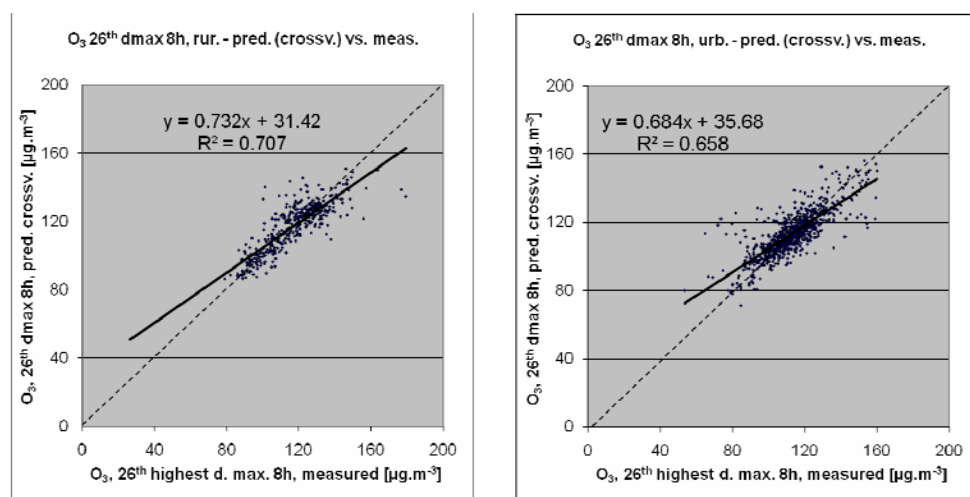 O₃ 26ᵗʰ dmax 8h, rur. - pred. (crossv.) vs. meas.
O₃, 26ᵗʰ dmax 8h, pred. crossv. [µg.m⁻³]
200
160
120
80
40
0
y = 0.732x + 31.42
R² = 0.707
0 40 80 120 160 200
O₃, 26ᵗʰ highest d. max. 8h, measured [µg.m⁻³]
O₃ 26ᵗʰ dmax 8h, urb. - pred. (crossv.) vs. meas.
O₃, 26ᵗʰ dmax 8h, pred. crossv. [µg.m⁻³]
200
160
120
80
40
0
y = 0.684x + 35.68
R² = 0.658
0 40 80 120 160 200
O₃, 26ᵗʰ highest d. max. 8h, measured [µg.m⁻³]